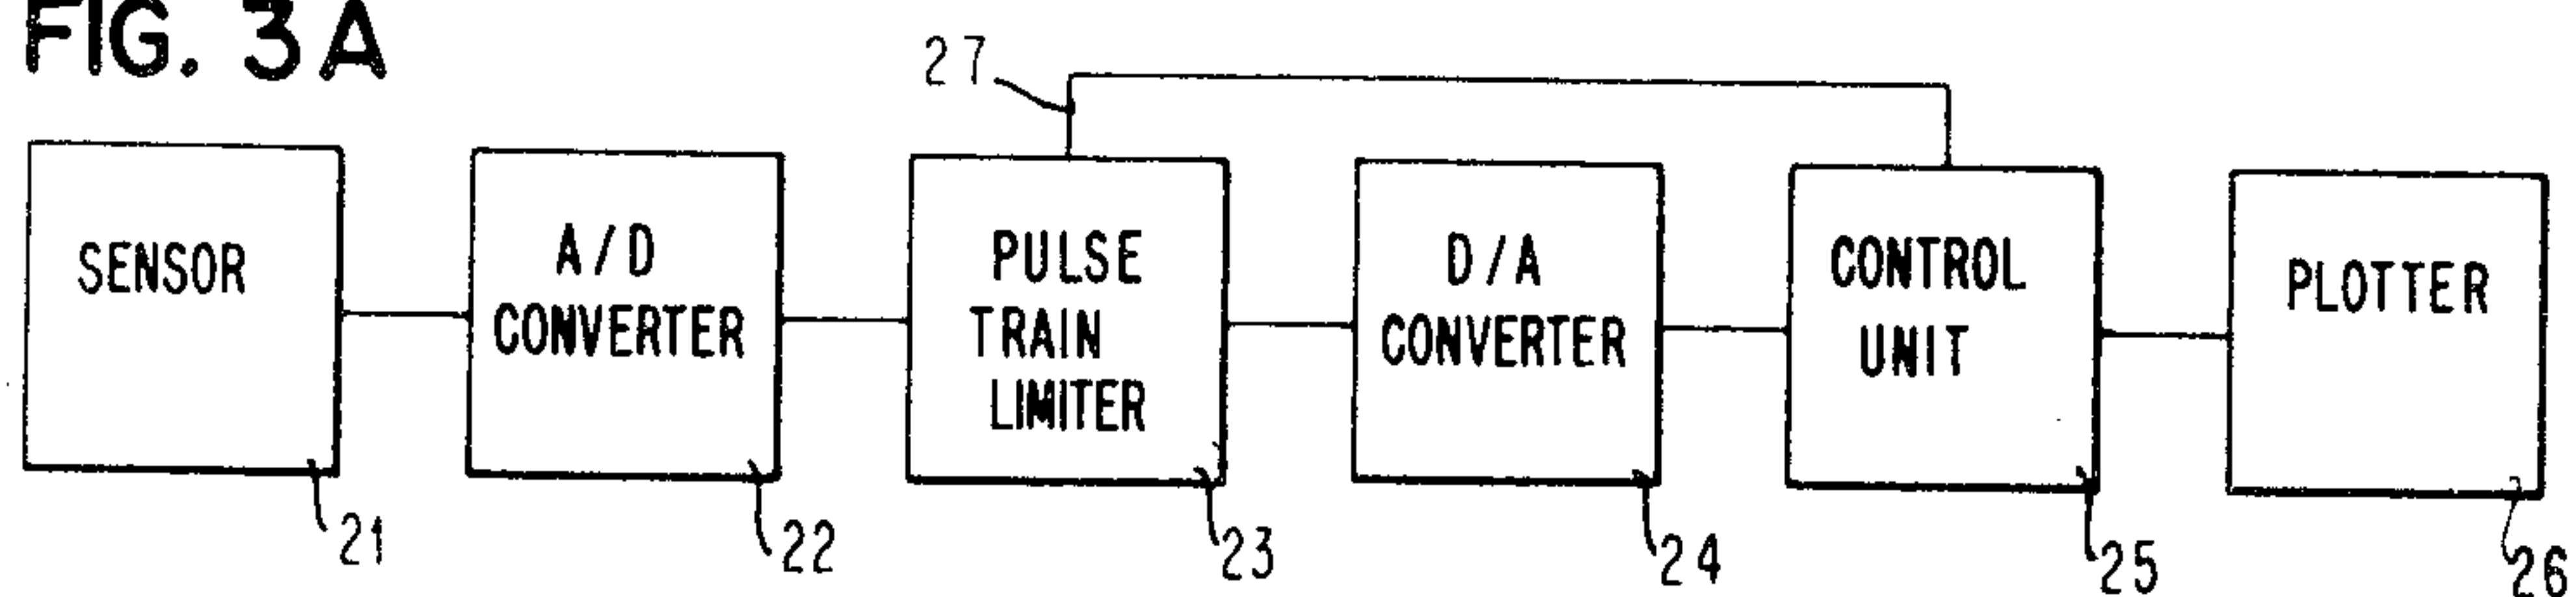 FIG. 3A
27
SENSOR
A/D
CONVERTER
PULSE
TRAIN
LIMITER
D/A
CONVERTER
CONTROL
UNIT
PLOTTER
21
22
23
24
25
26